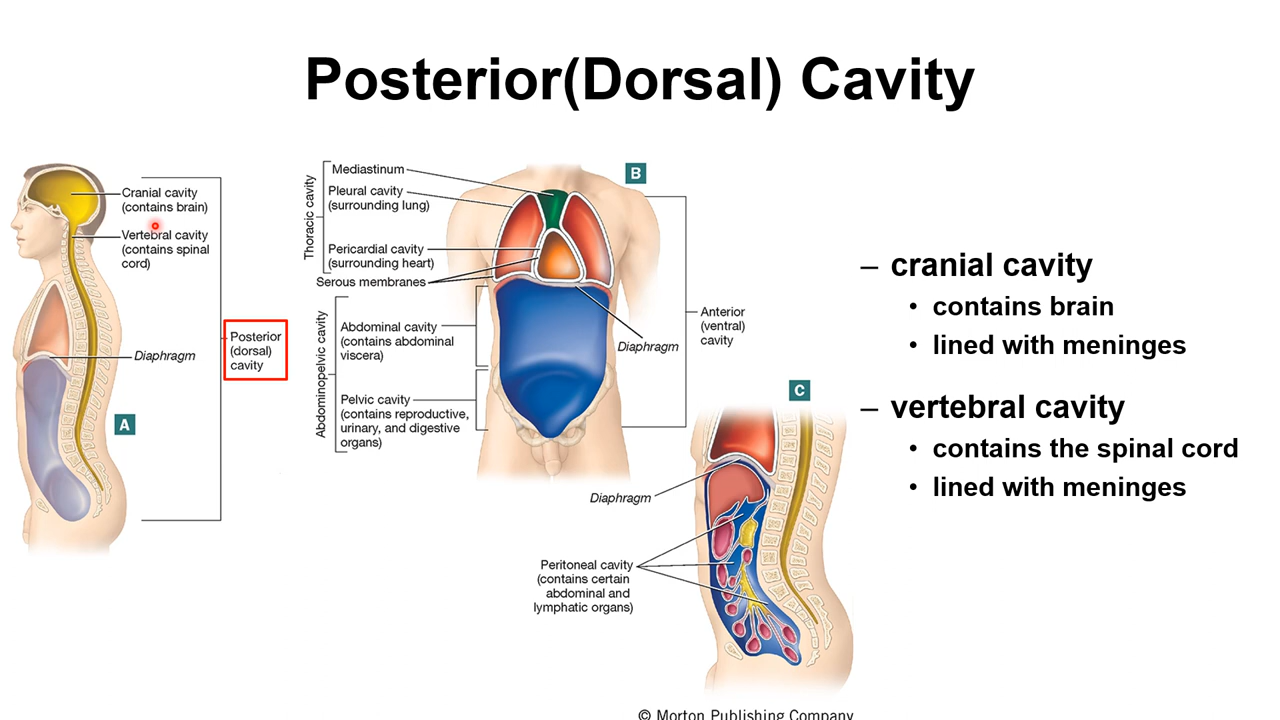 Posterior(Dorsal) Cavity
Cranial cavity
(contains brain)
Vertebral cavity
(contains spinal
cord)
Posterior
(dorsal)
cavity
Diaphragm
A
Thoracic cavity
Mediastinum
Pleural cavity
(surrounding lung)
Pericardial cavity
(surrounding heart)
Serous membranes
Abdominopelvic cavity
Abdominal cavity
(contains abdominal
viscera)
Pelvic cavity
(contains reproductive,
urinary, and digestive
organs)
B
Anterior
(ventral)
cavity
Diaphragm
C
Diaphragm
Peritoneal cavity
(contains certain
abdominal and
lymphatic organs)
– cranial cavity
• contains brain
• lined with meninges
– vertebral cavity
• contains the spinal cord
• lined with meninges
© Morton Publishing Company